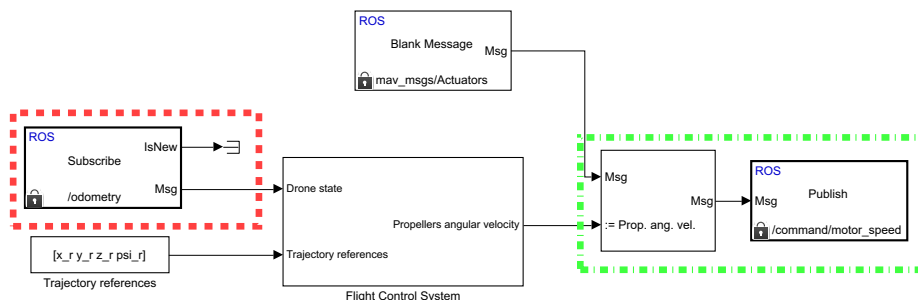 ROS
Blank Message
Msg
mav_msgs/Actuators
ROS
IsNew
Subscribe
Msg
/odometry
[x_r y_r z_r psi_r]
Trajectory references
Drone state
Propellers angular velocity
Trajectory references
Flight Control System
Msg
Msg
:= Prop. ang. vel.
ROS
Publish
Msg
/command/motor_speed